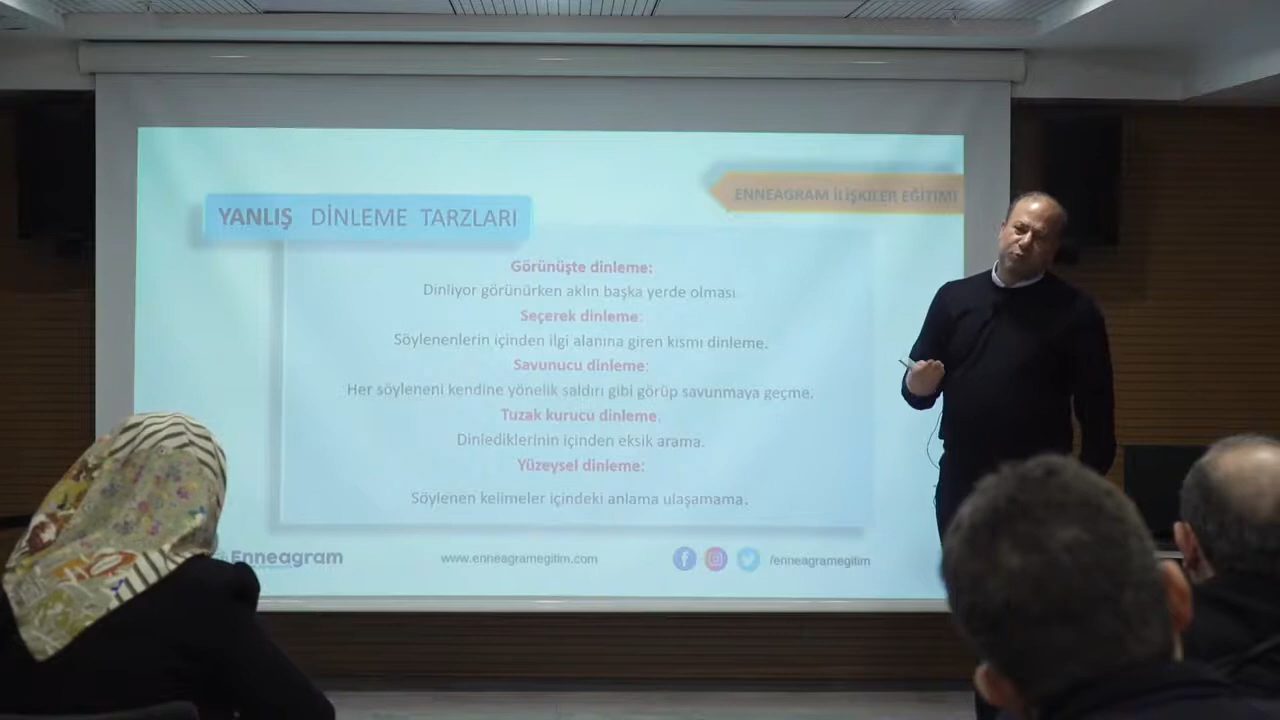 ENNEAGRAM İLİŞKİLER EĞİTİMİ
YANLIŞ DİNLEME TARZLARI
Görünüşte dinleme:
Dinliyor görünürken aklın başka yerde olması
Seçerek dinleme:
Söylenenlerin içinden ilgi alanına giren kısmı dinleme.
Savunucu dinleme:
Her söyleneni kendine yönelik saldırı gibi görüp savunmaya geçme.
Tuzak kurucu dinleme.
Dinlediklerinin içinden eksik arama.
Yüzeysel dinleme:
Söylenen kelimeler içindeki anlama ulaşamama.
Enneagram
www.enneagramegitim.com
/enneagramegitim